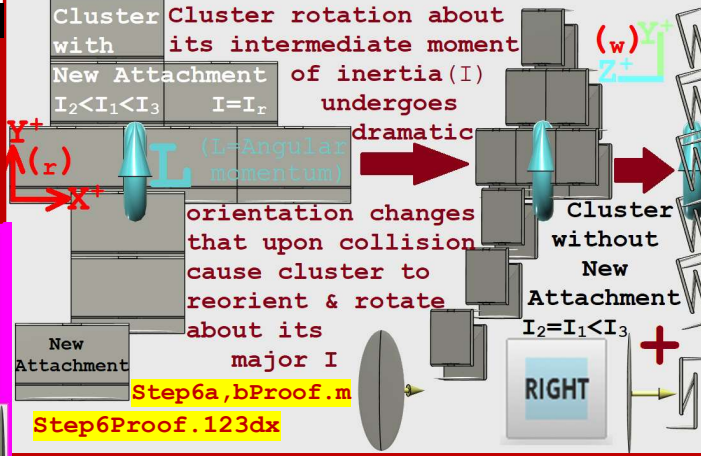 Cluster
with
New Attachment
I₂<I₁<I₃ I=Iᵣ
Cluster rotation about
its intermediate moment
of inertia(I)
undergoes
dramatic
Y⁺
(r)
X⁺
L (L=Angular
momentum)
orientation changes
that upon collision
cause cluster to
reorient & rotate
about its
major I
New
Attachment
Step6a,bProof.m
Step6Proof.123dx
(w)Y⁺
Z⁺
Cluster
without
New
Attachment
I₂=I₁<I₃
+
RIGHT